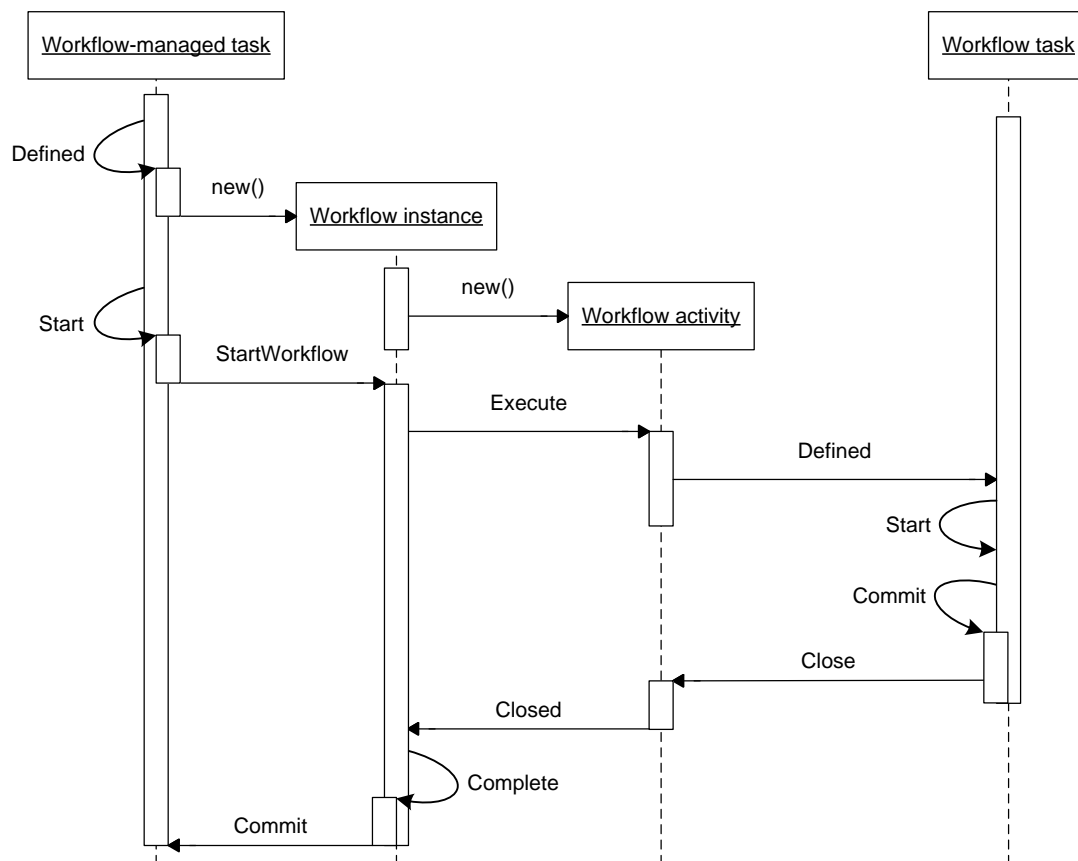 Workflow-managed task
Workflow task
Defined
new()
Workflow instance
new()
Workflow activity
Start
StartWorkflow
Execute
Defined
Start
Commit
Close
Closed
Complete
Commit